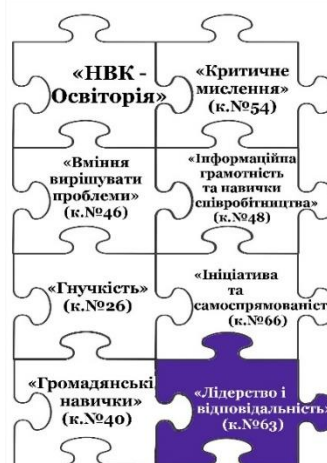 «НВК -
Освіторія»
«Критичне
мислення»
(к.№54)
«Вміння
вирішувати
проблеми»
(к.№46)
«Інформаційна
грамотність
та навички
співробітництва»
(к.№48)
«Гнучкість»
(к.№26)
«Ініціатива
та
самоспрямованіст
(к.№66)
«Громадянські
навички»
(к.№40)
«Лідерство і
відповідальність»
(к.№63)